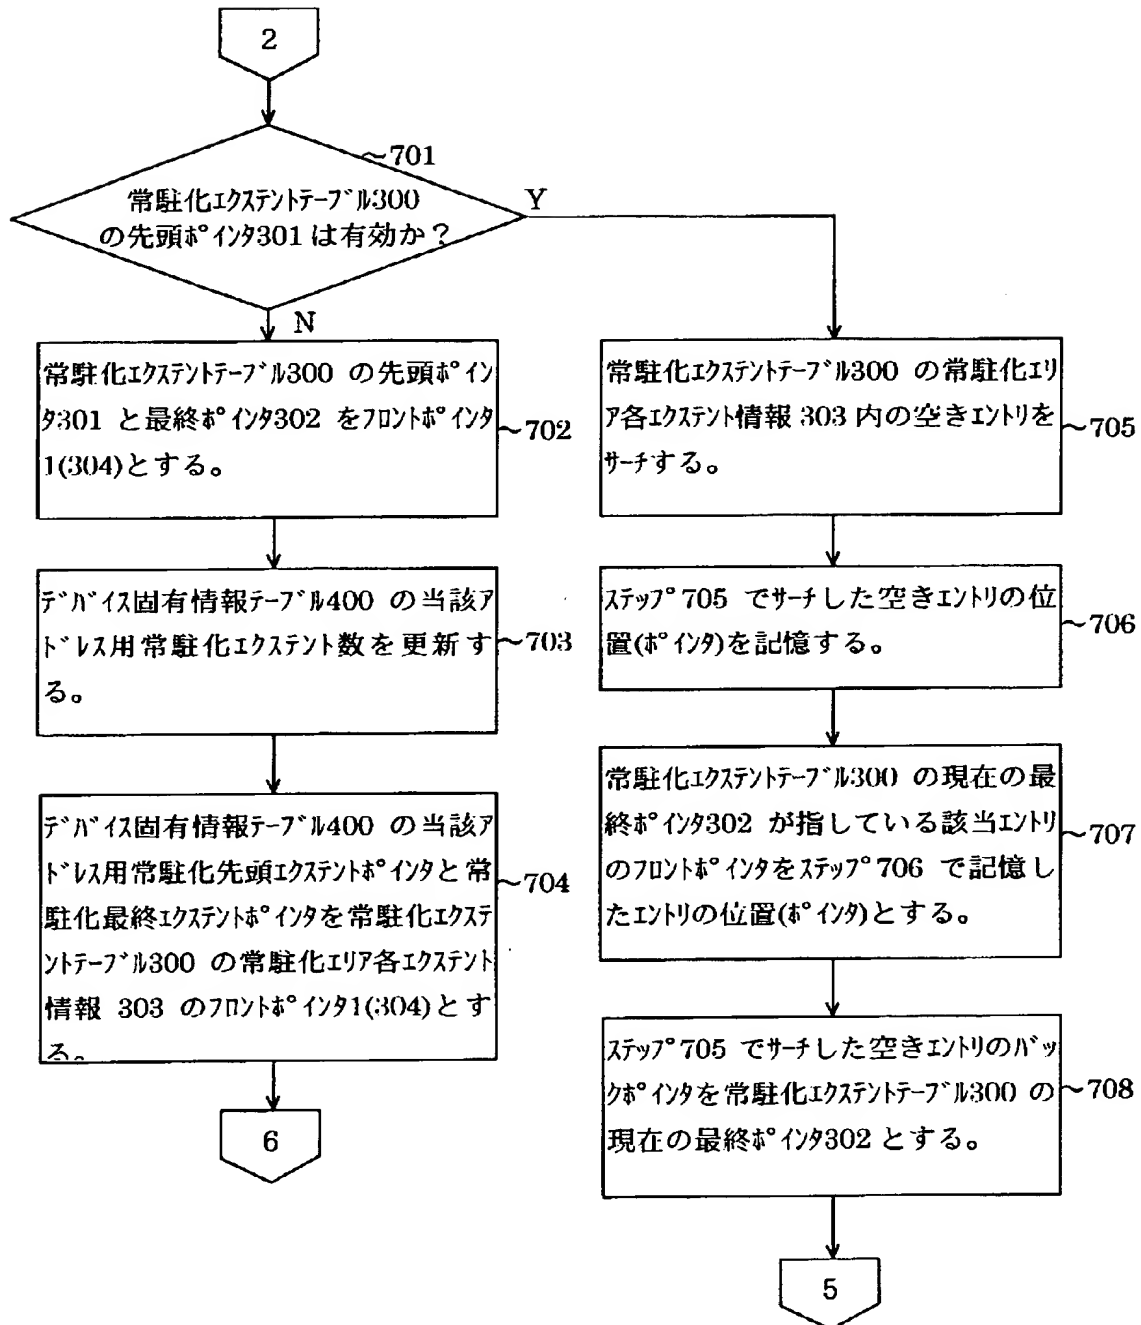 2
~701
常駐化ｴｸｽﾃﾝﾄﾃｰﾌﾞﾙ300
の先頭ﾎﾟｲﾝﾀ301は有効か？
Y
N
常駐化ｴｸｽﾃﾝﾄﾃｰﾌﾞﾙ300 の先頭ﾎﾟｲﾝ
ﾀ301 と最終ﾎﾟｲﾝﾀ302 をﾌﾛﾝﾄﾎﾟｲﾝﾀ
1(304)とする。
~702
ﾃﾞﾊﾞｲｽ固有情報ﾃｰﾌﾞﾙ400 の当該ｱ
ﾄﾞﾚｽ用常駐化ｴｸｽﾃﾝﾄ数を更新す
る。
~703
ﾃﾞﾊﾞｲｽ固有情報ﾃｰﾌﾞﾙ400 の当該ｱ
ﾄﾞﾚｽ用常駐化先頭ｴｸｽﾃﾝﾄﾎﾟｲﾝﾀと常
駐化最終ｴｸｽﾃﾝﾄﾎﾟｲﾝﾀを常駐化ｴｸｽﾃ
ﾝﾄﾃｰﾌﾞﾙ300 の常駐化ｴﾘｱ各ｴｸｽﾃﾝﾄ
情報 303 のﾌﾛﾝﾄﾎﾟｲﾝﾀ1(304)とす
る。
~704
6
常駐化ｴｸｽﾃﾝﾄﾃｰﾌﾞﾙ300 の常駐化ｴﾘ
ｱ各ｴｸｽﾃﾝﾄ情報 303 内の空きｴﾝﾄﾘを
ｻｰﾁする。
~705
ｽﾃｯﾌﾟ705 でｻｰﾁした空きｴﾝﾄﾘの位
置(ﾎﾟｲﾝﾀ)を記憶する。
~706
常駐化ｴｸｽﾃﾝﾄﾃｰﾌﾞﾙ300 の現在の最
終ﾎﾟｲﾝﾀ302 が指している該当ｴﾝﾄﾘ
のﾌﾛﾝﾄﾎﾟｲﾝﾀをｽﾃｯﾌﾟ706 で記憶し
たｴﾝﾄﾘの位置(ﾎﾟｲﾝﾀ)とする。
~707
ｽﾃｯﾌﾟ705 でｻｰﾁした空きｴﾝﾄﾘのﾊﾞｯ
ｸﾎﾟｲﾝﾀを常駐化ｴｸｽﾃﾝﾄﾃｰﾌﾞﾙ300 の
現在の最終ﾎﾟｲﾝﾀ302 とする。
~708
5